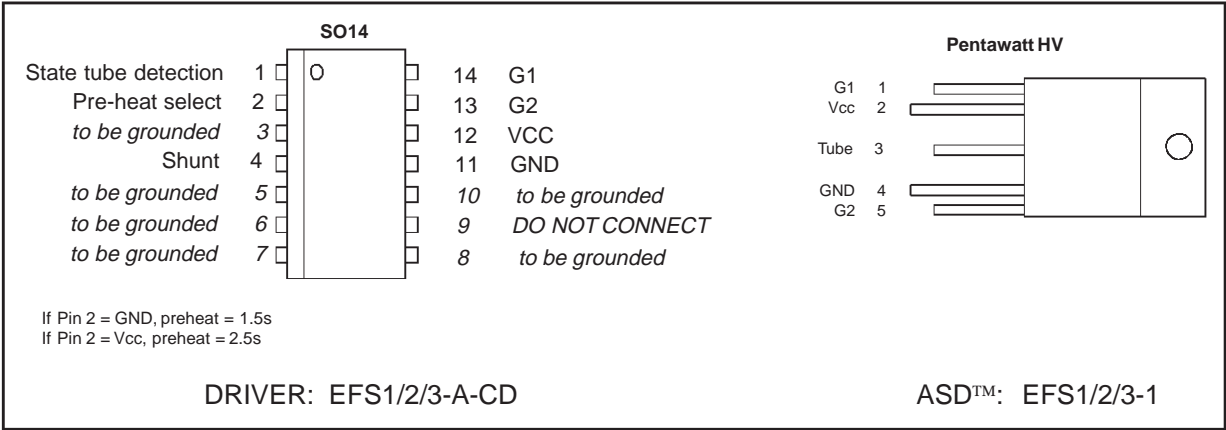 SO14
State tube detection 1 14 G1
Pre-heat select 2 13 G2
to be grounded 3 12 VCC
Shunt 4 11 GND
to be grounded 5 10 to be grounded
to be grounded 6 9 DO NOT CONNECT
to be grounded 7 8 to be grounded
If Pin 2 = GND, preheat = 1.5s
If Pin 2 = Vcc, preheat = 2.5s
DRIVER: EFS1/2/3-A-CD
Pentawatt HV
G1 1
Vcc 2
Tube 3
GND 4
G2 5
ASD™: EFS1/2/3-1